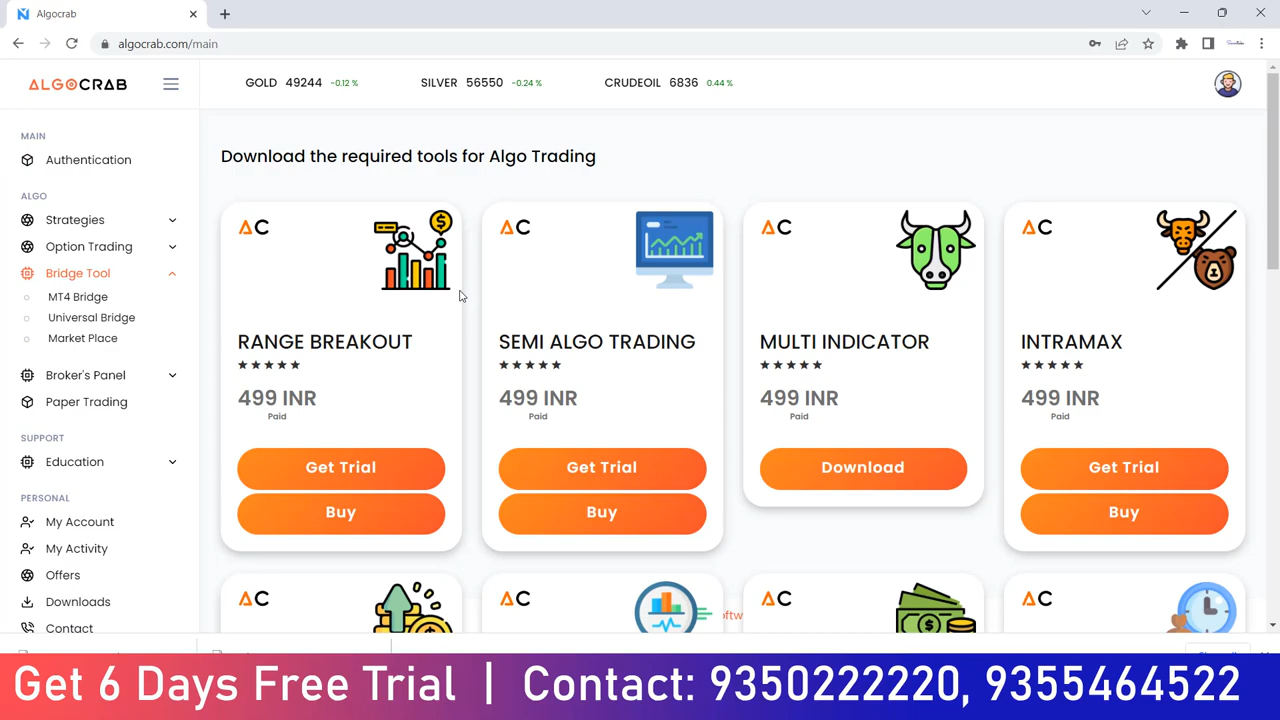 Algocrab
algocrab.com/main
ALGOCRAB
GOLD 49244 -0.12 % SILVER 56550 -0.24 % CRUDEOIL 6836 0.44 %
MAIN
Authentication
ALGO
Strategies
Option Trading
Bridge Tool
MT4 Bridge
Universal Bridge
Market Place
Broker's Panel
Paper Trading
SUPPORT
Education
PERSONAL
My Account
My Activity
Offers
Downloads
Contact
Download the required tools for Algo Trading
AC
RANGE BREAKOUT
499 INR
Paid
Get Trial
Buy
AC
SEMI ALGO TRADING
499 INR
Paid
Get Trial
Buy
AC
MULTI INDICATOR
499 INR
Paid
Download
AC
INTRAMAX
499 INR
Paid
Get Trial
Buy
AC
AC
AC
AC
Get 6 Days Free Trial | Contact: 9350222220, 9355464522